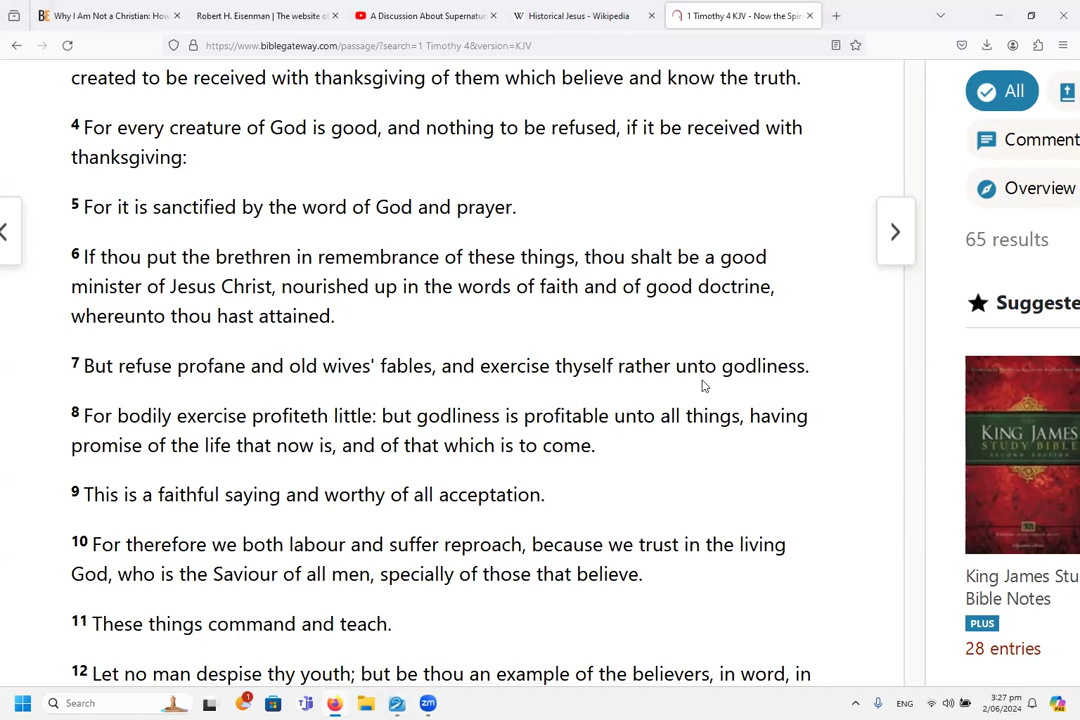 Why I Am Not a Christian: How
Robert H. Eisenman | The website of
A Discussion About Supernatur
Historical Jesus - Wikipedia
1 Timothy 4 KJV - Now the Spir
https://www.biblegateway.com/passage/?search=1 Timothy 4&version=KJV
created to be received with thanksgiving of them which believe and know the truth.
4 For every creature of God is good, and nothing to be refused, if it be received with
thanksgiving:
5 For it is sanctified by the word of God and prayer.
6 If thou put the brethren in remembrance of these things, thou shalt be a good
minister of Jesus Christ, nourished up in the words of faith and of good doctrine,
whereunto thou hast attained.
7 But refuse profane and old wives' fables, and exercise thyself rather unto godliness.
8 For bodily exercise profiteth little: but godliness is profitable unto all things, having
promise of the life that now is, and of that which is to come.
9 This is a faithful saying and worthy of all acceptation.
10 For therefore we both labour and suffer reproach, because we trust in the living
God, who is the Saviour of all men, specially of those that believe.
11 These things command and teach.
12 Let no man despise thy youth; but be thou an example of the believers, in word, in
All
Comment
Overview
65 results
Suggeste
KING JAMES
STUDY BIBLE
SECOND EDITION
King James Stu
Bible Notes
PLUS
28 entries
Search
1
zm
ENG
3:27 pm
2/06/2024